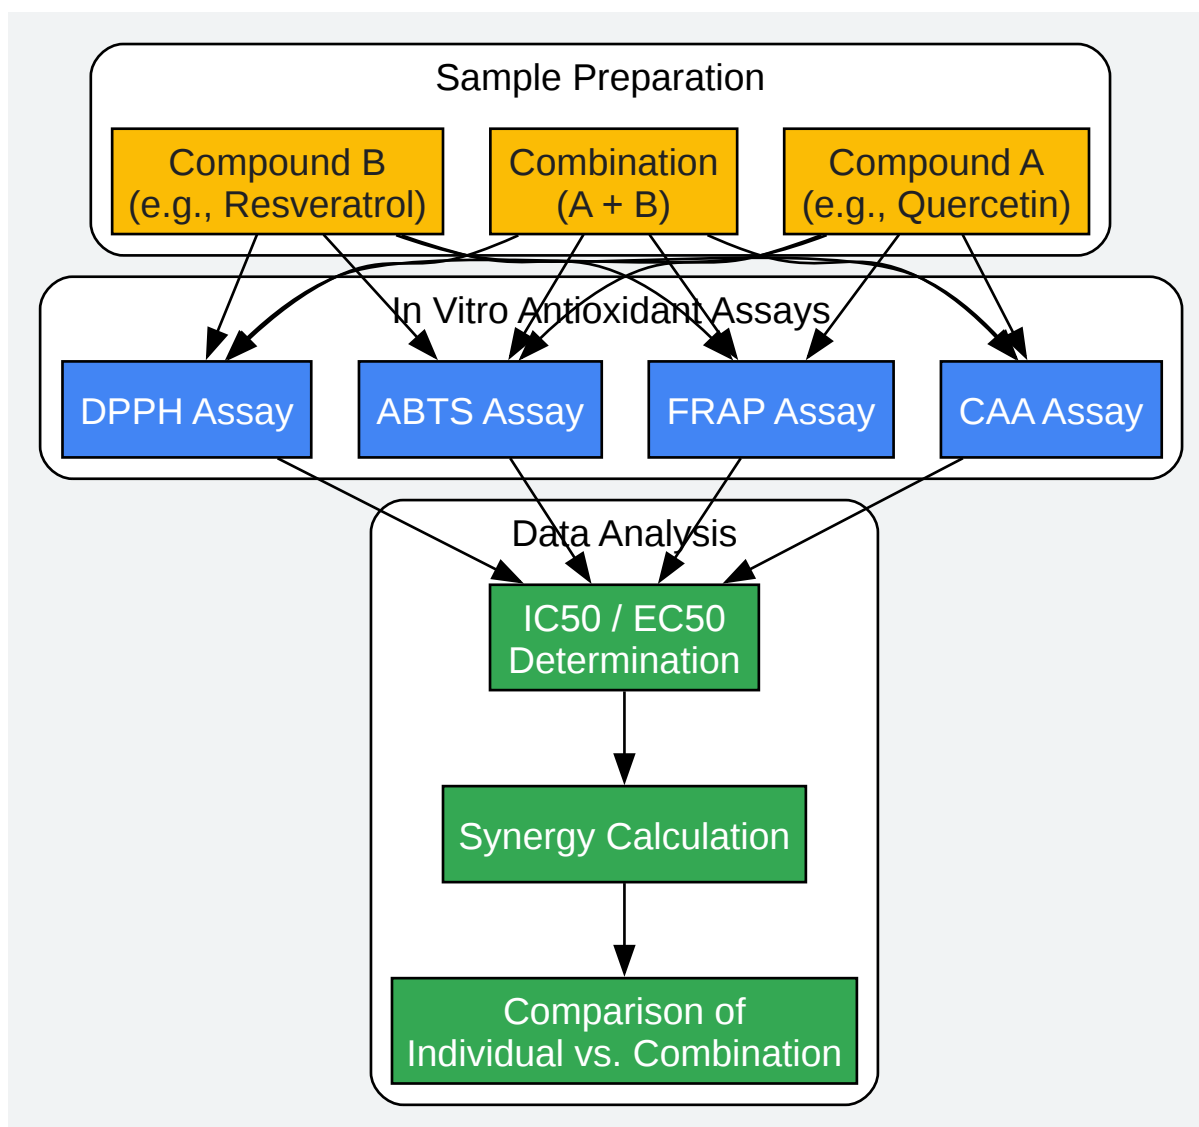 Sample Preparation
Compound B
(e.g., Resveratrol)
Combination
(A + B)
Compound A
(e.g., Quercetin)
In Vitro Antioxidant Assays
DPPH Assay
ABTS Assay
FRAP Assay
CAA Assay
Data Analysis
IC50 / EC50
Determination
Synergy Calculation
Comparison of
Individual vs. Combination